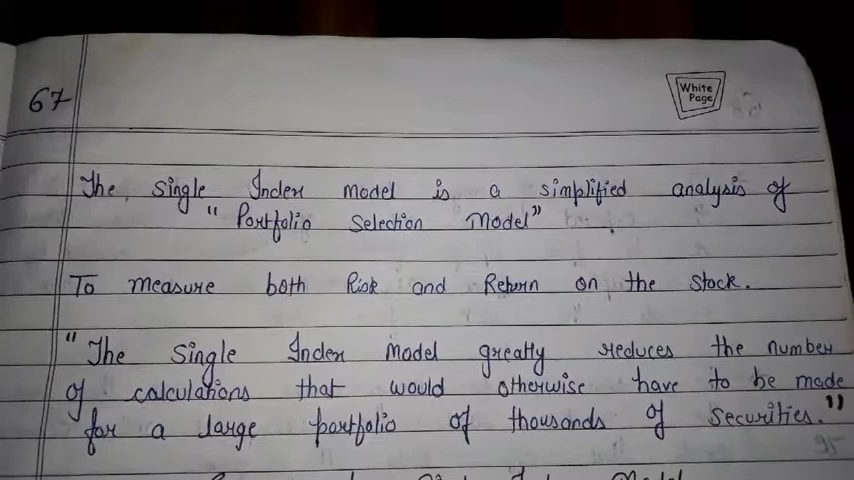 67
White
Page
The single Index model is a simplified analysis of
"Portfolio Selection Model"
To measure both Risk and Return on the stock.
"The single Index model greatly reduces the number
of calculations that would otherwise have to be made
for a large portfolio of thousands of securities."
Model